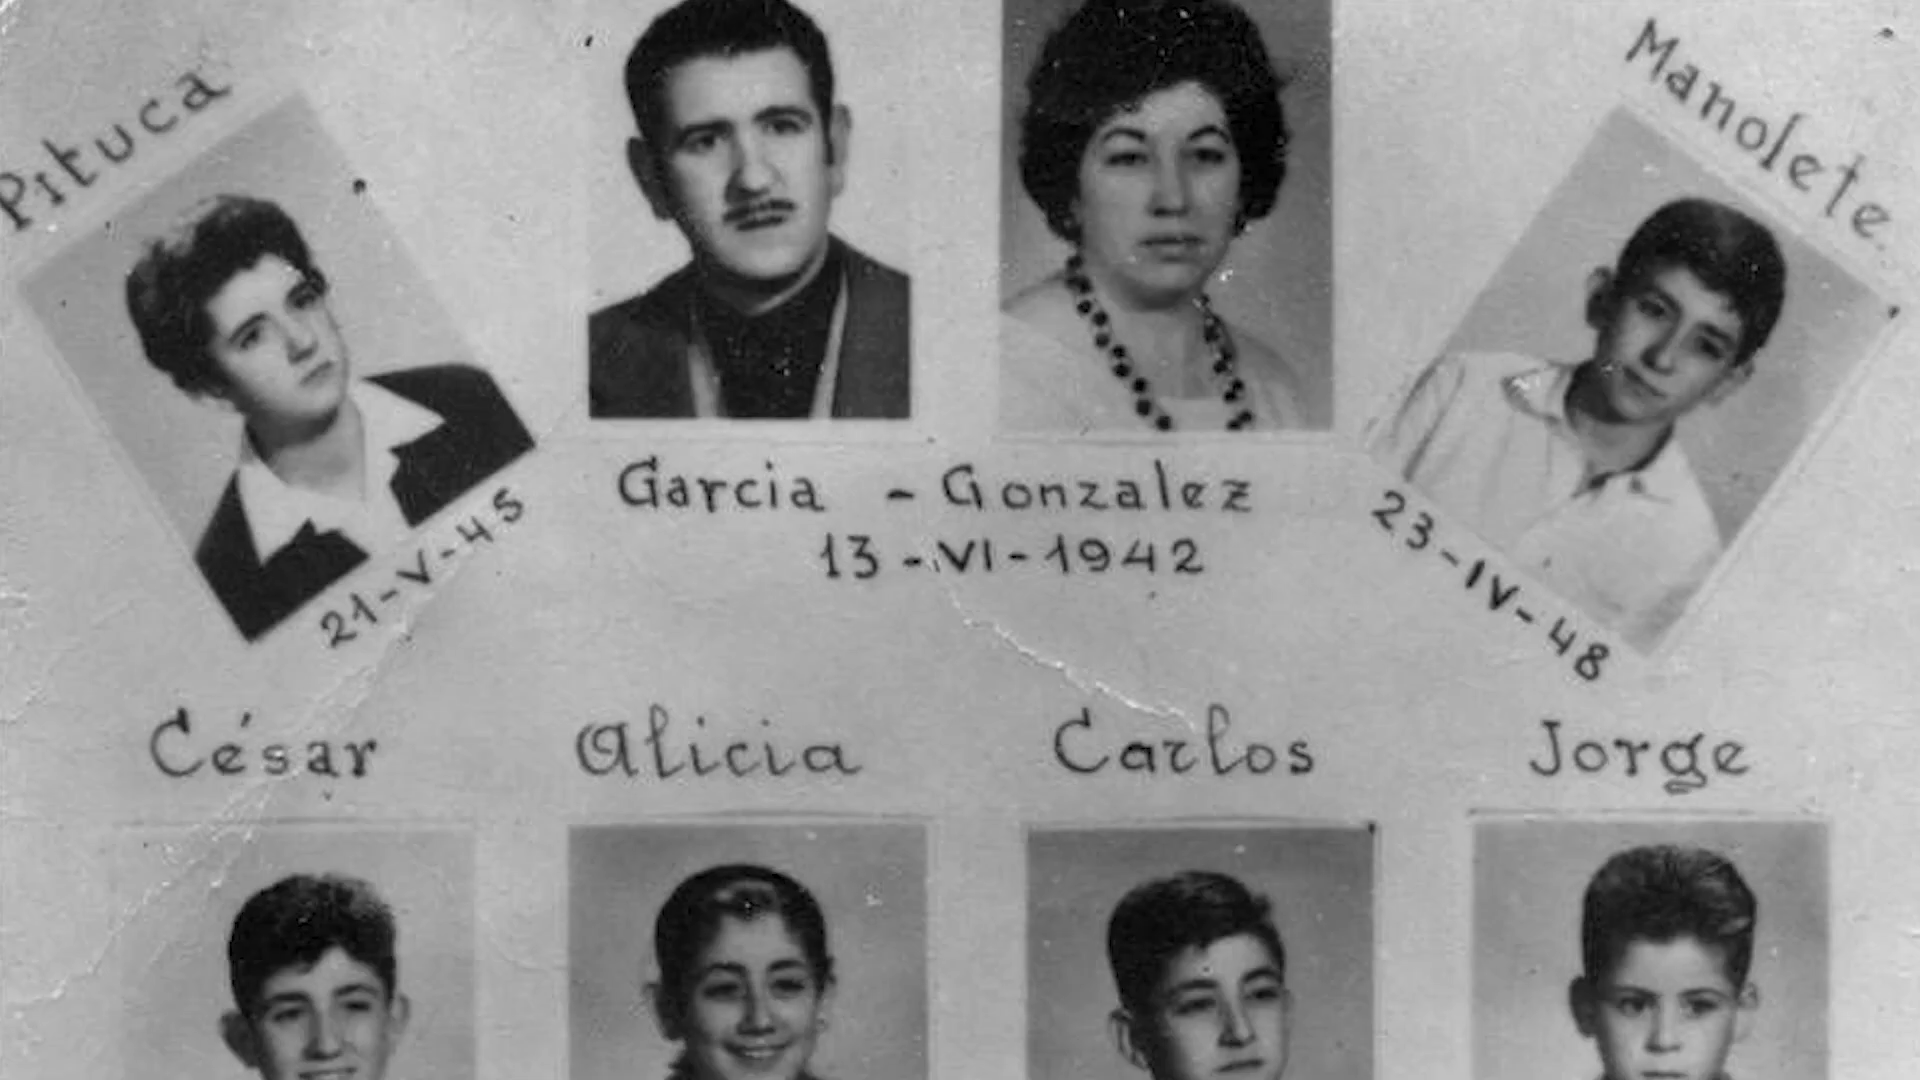 Pituca
Manolete
21-V-45
Garcia - Gonzalez
13-VI-1942
23-IV-48
César
Alicia
Carlos
Jorge